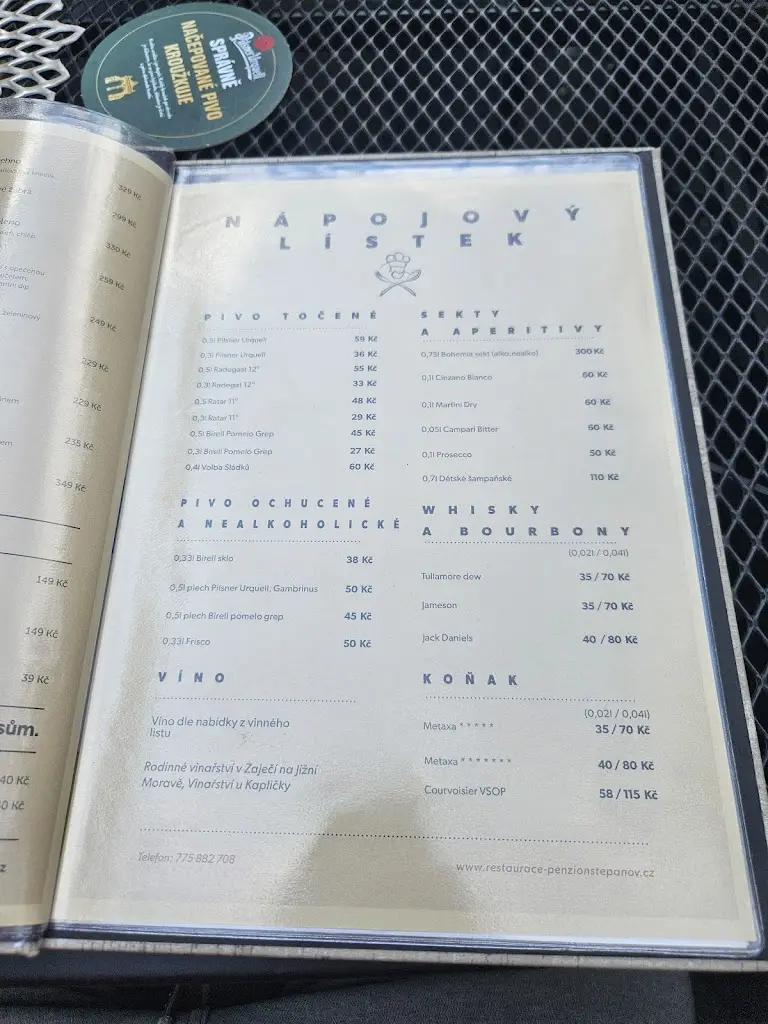 Pilsner Urquell
SPRÁVNĚ
NAČEPOVANÉ PIVO
KROUŽKUJE
329 Kč
299 Kč
330 Kč
259 Kč
249 Kč
229 Kč
229 Kč
235 Kč
349 Kč
149 Kč
149 Kč
39 Kč
sům.
40 Kč
NÁPOJOVÝ
LÍSTEK
PIVO TOČENÉ
0,5l Pilsner Urquell 59 Kč
0,3l Pilsner Urquell 36 Kč
0,5l Radegast 12° 55 Kč
0,3l Radegast 12° 33 Kč
0,5 Ratar 11° 48 Kč
0,3l Ratar 11° 29 Kč
0,5l Birell Pomelo Grep 45 Kč
0,3l Birell Pomelo Grep 27 Kč
0,4l Volba Sládků 60 Kč
PIVO OCHUCENÉ
A NEALKOHOLICKÉ
0,33l Birell sklo 38 Kč
0,5l plech Pilsner Urquell, Gambrinus 50 Kč
0,5l plech Birell pomelo grep 45 Kč
0,33l Frisco 50 Kč
VÍNO
Víno dle nabídky z vinného
listu
Rodinné vinařství v Zaječí na Jižní
Moravě, Vinařství u Kapličky
SEKTY
A APERITIVY
0,75l Bohemia sekt (alko,nealko) 300 Kč
0,1l Cinzano Bianco 60 Kč
0,1l Martini Dry 60 Kč
0,05l Campari Bitter 60 Kč
0,1l Prosecco 50 Kč
0,7l Dětské šampaňské 110 Kč
WHISKY
A BOURBONY
(0,02l / 0,04l)
Tullamore dew 35 / 70 Kč
Jameson 35 / 70 Kč
Jack Daniels 40 / 80 Kč
KOŇAK
(0,02l / 0,04l)
Metaxa * * * * * 35 / 70 Kč
Metaxa * * * * * * * 40 / 80 Kč
Courvoisier VSOP 58 / 115 Kč
Telefon: 775 882 708
www.restaurace-penzionstepanov.cz